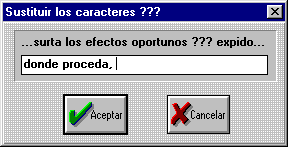 Sustituir los caracteres ???
...surta los efectos oportunos ??? expido...
donde proceda,
Aceptar
Cancelar